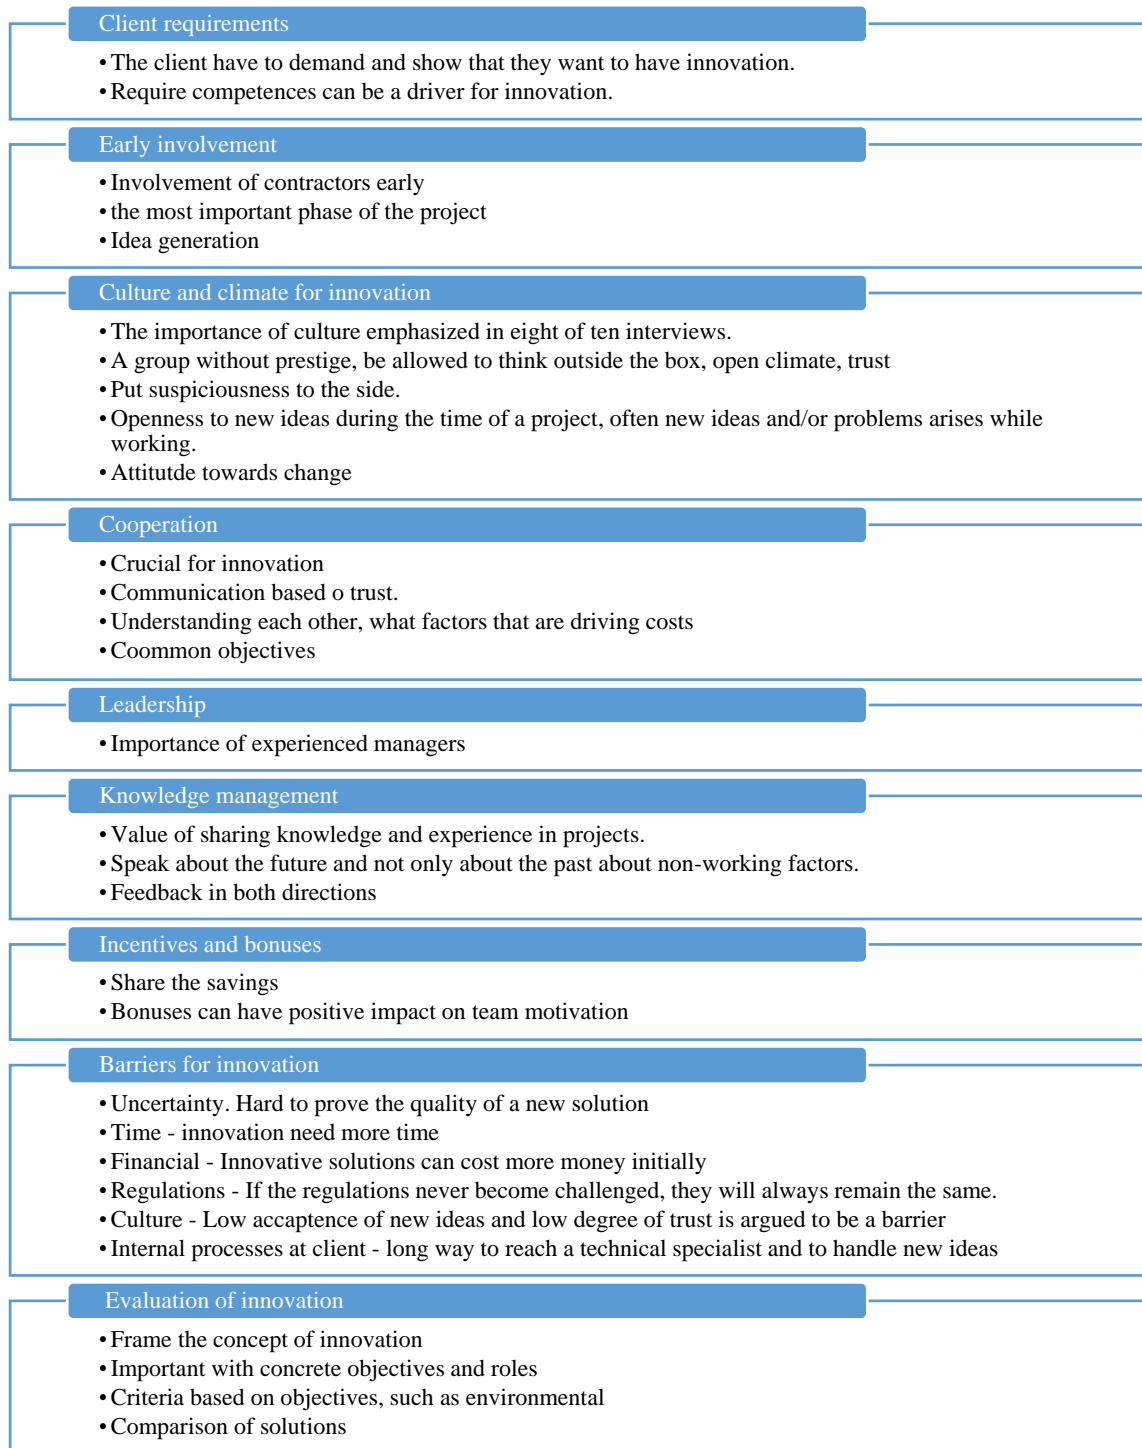 Client requirements
•The client have to demand and show that they want to have innovation.
•Require competences can be a driver for innovation.
Early involvement
•Involvement of contractors early
•the most important phase of the project
•Idea generation
Culture and climate for innovation
•The importance of culture emphasized in eight of ten interviews.
•A group without prestige, be allowed to think outside the box, open climate, trust
•Put suspiciousness to the side.
•Openness to new ideas during the time of a project, often new ideas and/or problems arises while
working.
•Attitutde towards change
Cooperation
•Crucial for innovation
•Communication based o trust.
•Understanding each other, what factors that are driving costs
•Coommon objectives
Leadership
•Importance of experienced managers
Knowledge management
•Value of sharing knowledge and experience in projects.
•Speak about the future and not only about the past about non-working factors.
•Feedback in both directions
Incentives and bonuses
•Share the savings
•Bonuses can have positive impact on team motivation
Barriers for innovation
•Uncertainty. Hard to prove the quality of a new solution
•Time - innovation need more time
•Financial - Innovative solutions can cost more money initially
•Regulations - If the regulations never become challenged, they will always remain the same.
•Culture - Low accaptence of new ideas and low degree of trust is argued to be a barrier
•Internal processes at client - long way to reach a technical specialist and to handle new ideas
Evaluation of innovation
•Frame the concept of innovation
•Important with concrete objectives and roles
•Criteria based on objectives, such as environmental
•Comparison of solutions